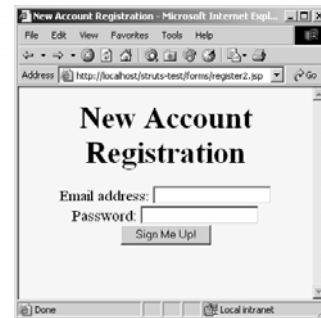 New Account Registration - Microsoft Internet Expl...
File Edit View Favorites Tools Help
Address http://localhost/struts-test/forms/register2.jsp Go
New Account
Registration
Email address:
Password:
Sign Me Up!
Done Local intranet